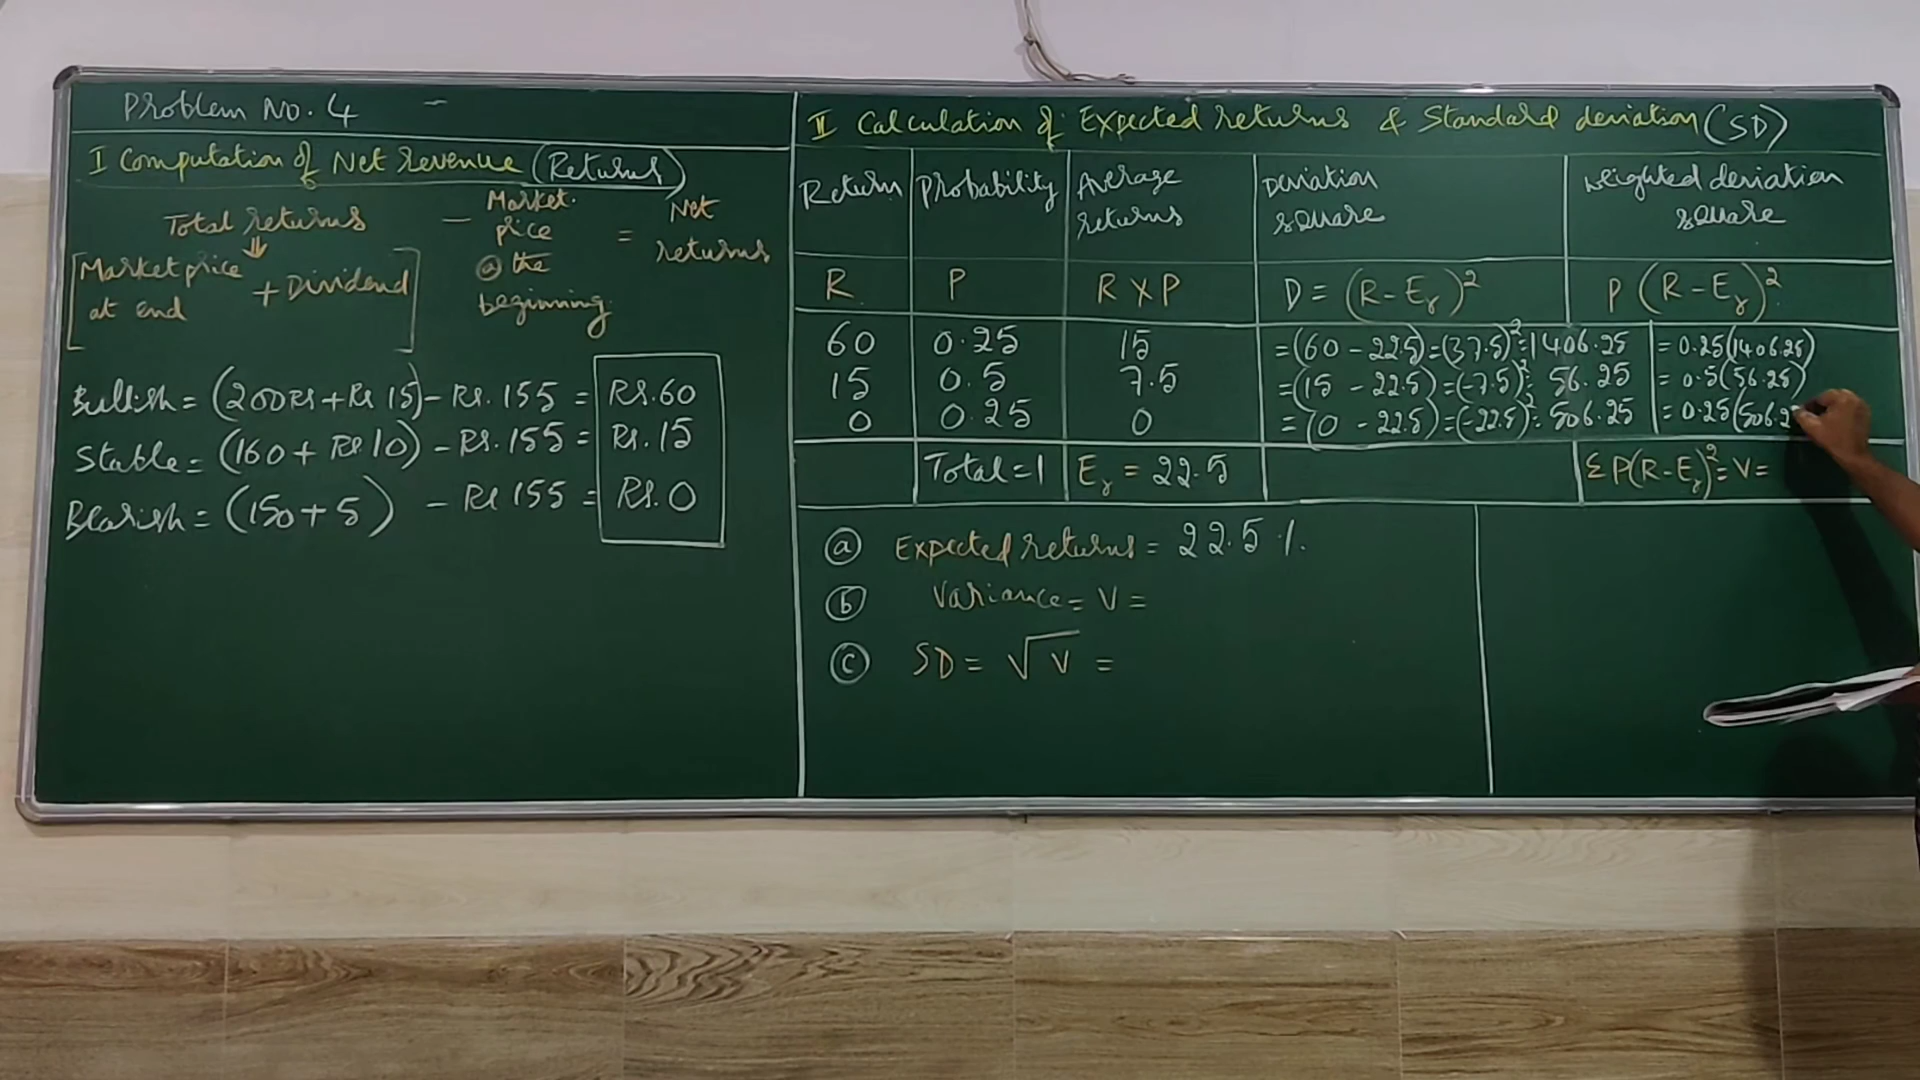 Problem No. 4 -
I Computation of Net revenue (Returns)
Total returns - Market price @ the beginning = Net returns
⇓
[Market price at end + Dividend]
Bullish = (200Rs + Rs 15) - Rs. 155 = Rs. 60
Stable = (160 + Rs 10) - Rs. 155 = Rs. 15
Bearish = (150 + 5) - Rs 155 = Rs. 0
II Calculation of Expected returns & Standard deviation (SD)
Return Probability Average returns Deviation square weighted deviation square
R P R X P D = (R - Eᵣ)² P (R - Eᵣ)²
60 0.25 15 = (60 - 22.5) = (37.5)² = 1406.25 = 0.25(1406.25)
15 0.5 7.5 = (15 - 22.5) = (-7.5)² = 56.25 = 0.5(56.25)
0 0.25 0 = (0 - 22.5) = (-22.5)² = 506.25 = 0.25(506.2
Total = 1 Eᵣ = 22.5 Σ P(R - Eᵣ)² = V =
(a) Expected returns = 22.5 %.
(b) Variance = V =
(c) SD = √V =